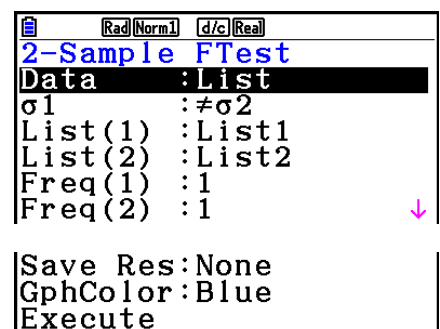 Rad Norm1 d/c Real
2-Sample FTest
Data :List
σ1 :≠σ2
List(1) :List1
List(2) :List2
Freq(1) :1
Freq(2) :1 ↓
Save Res:None
GphColor:Blue
Execute